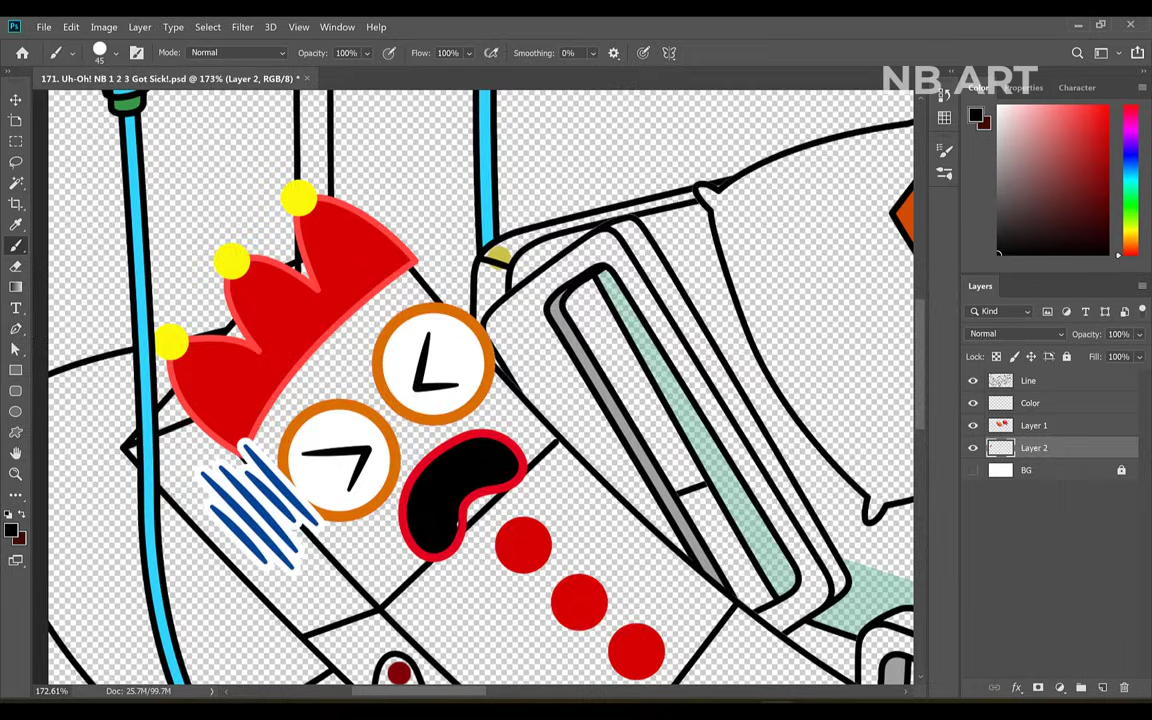 File Edit Image Layer Type Select Filter 3D View Window Help
45 Mode: Normal Opacity: 100% Flow: 100% Smoothing: 0%
171. Uh-Oh! NB 1 2 3 Got Sick!.psd @ 173% (Layer 2, RGB/8) *
NB ART
Color Properties Character
Layers
Kind
Normal Opacity: 100%
Lock: Fill: 100%
Line
Color
Layer 1
Layer 2
BG
172.61% Doc: 25.7M/99.7M